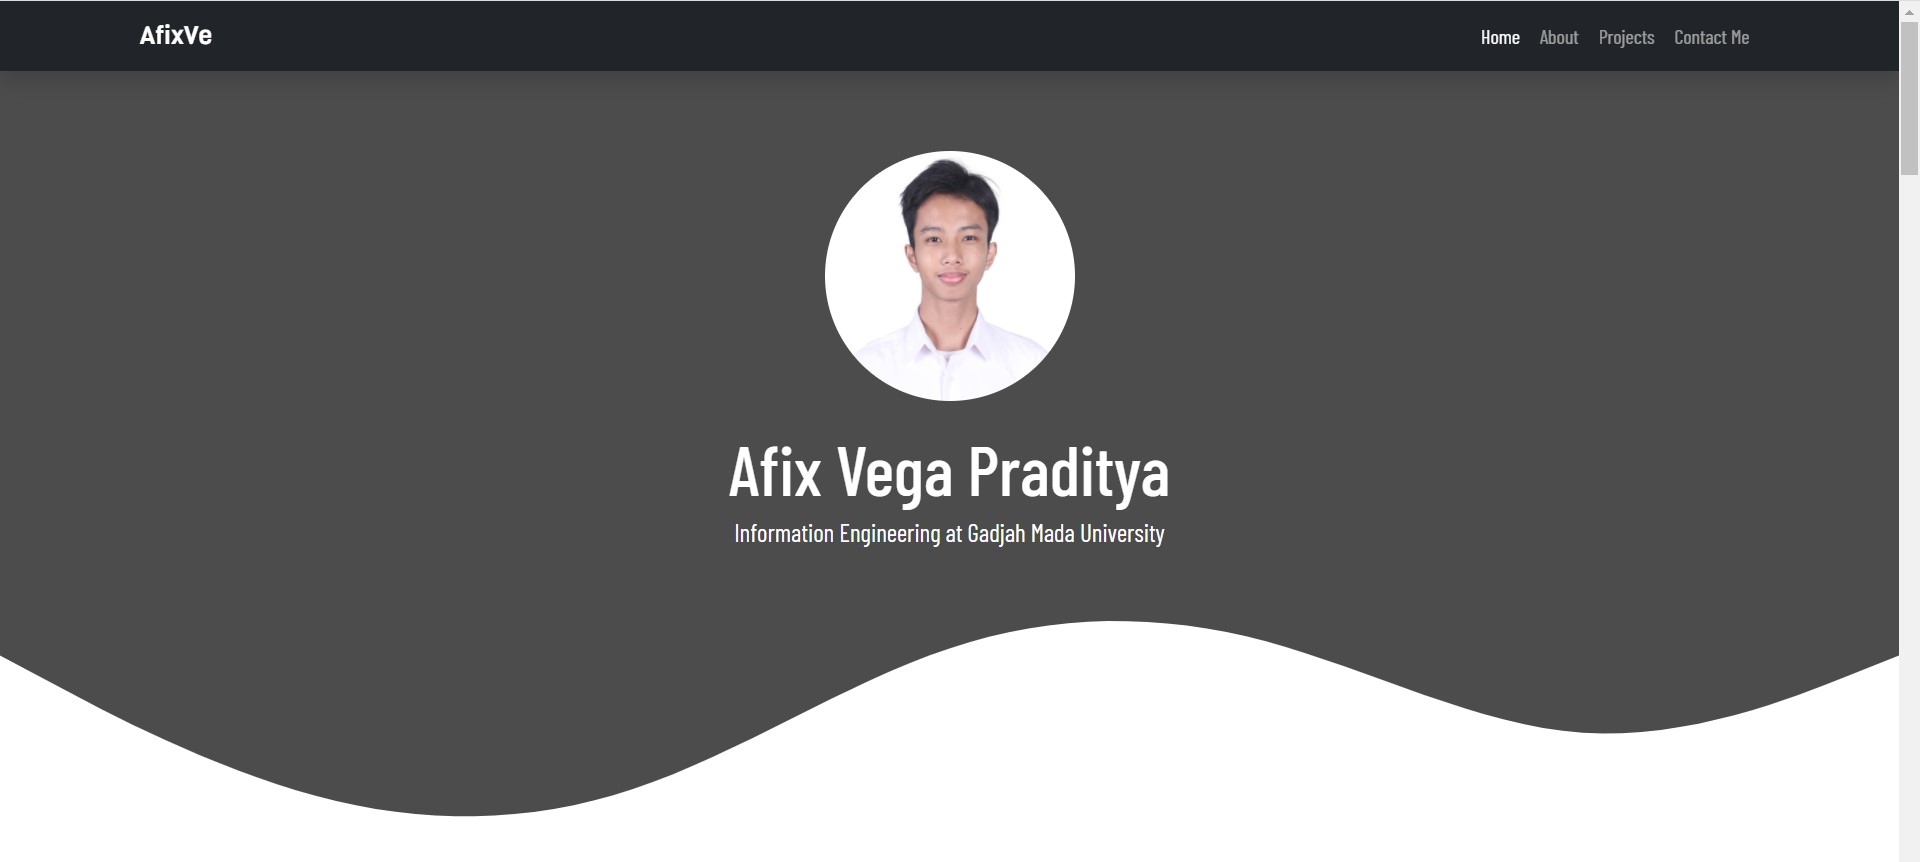 AfixVe
Home About Projects Contact Me
Afix Vega Praditya
Information Engineering at Gadjah Mada University